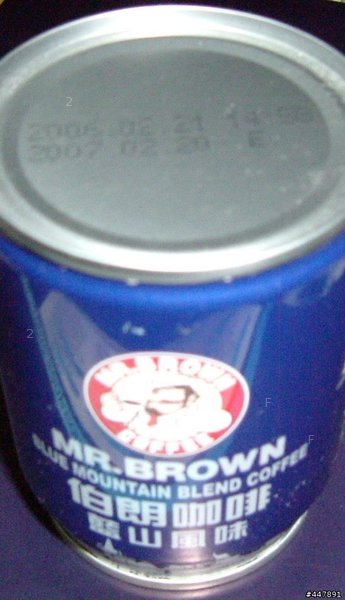 2006.02.21 14:
2007 02.20 E
MR.BROWN
COFFEE
MR.BROWN
BLUE MOUNTAIN BLEND COFFEE
伯朗咖啡
藍山風味
#447891